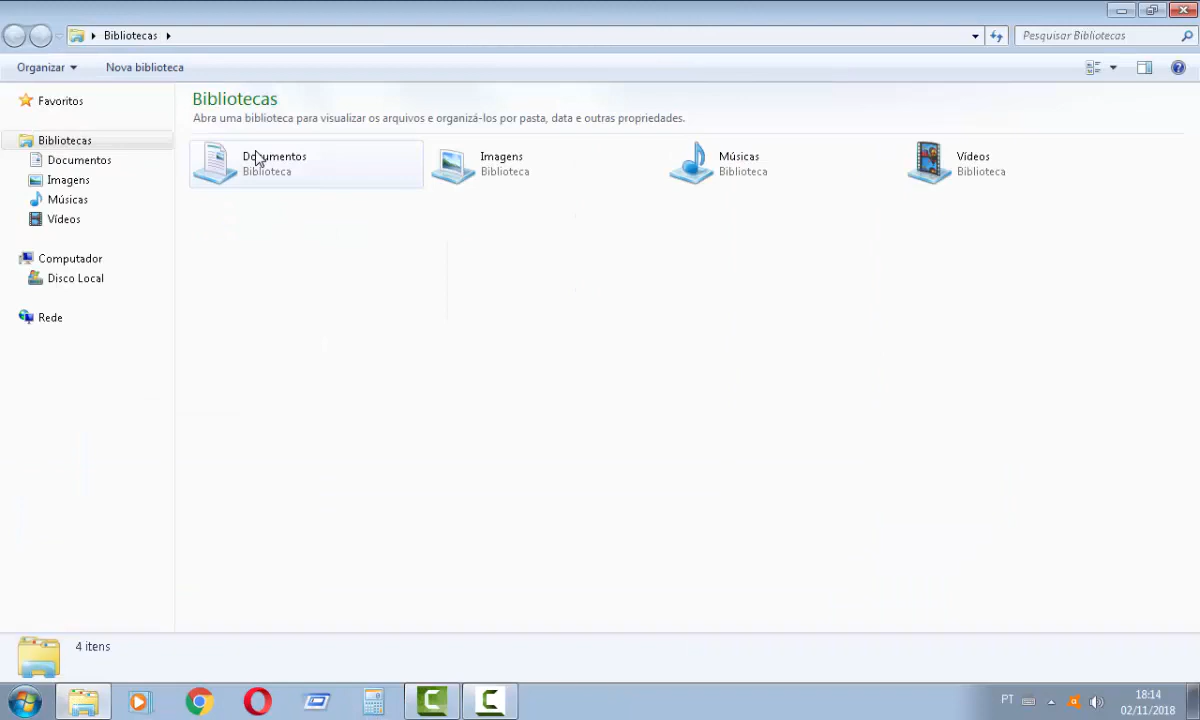 Bibliotecas
Pesquisar Bibliotecas
Organizar
Nova biblioteca
Favoritos
Bibliotecas
Documentos
Imagens
Músicas
Vídeos
Computador
Disco Local
Rede
Bibliotecas
Abra uma biblioteca para visualizar os arquivos e organizá-los por pasta, data e outras propriedades.
Documentos
Biblioteca
Imagens
Biblioteca
Músicas
Biblioteca
Vídeos
Biblioteca
4 itens
PT
18:14
02/11/2018